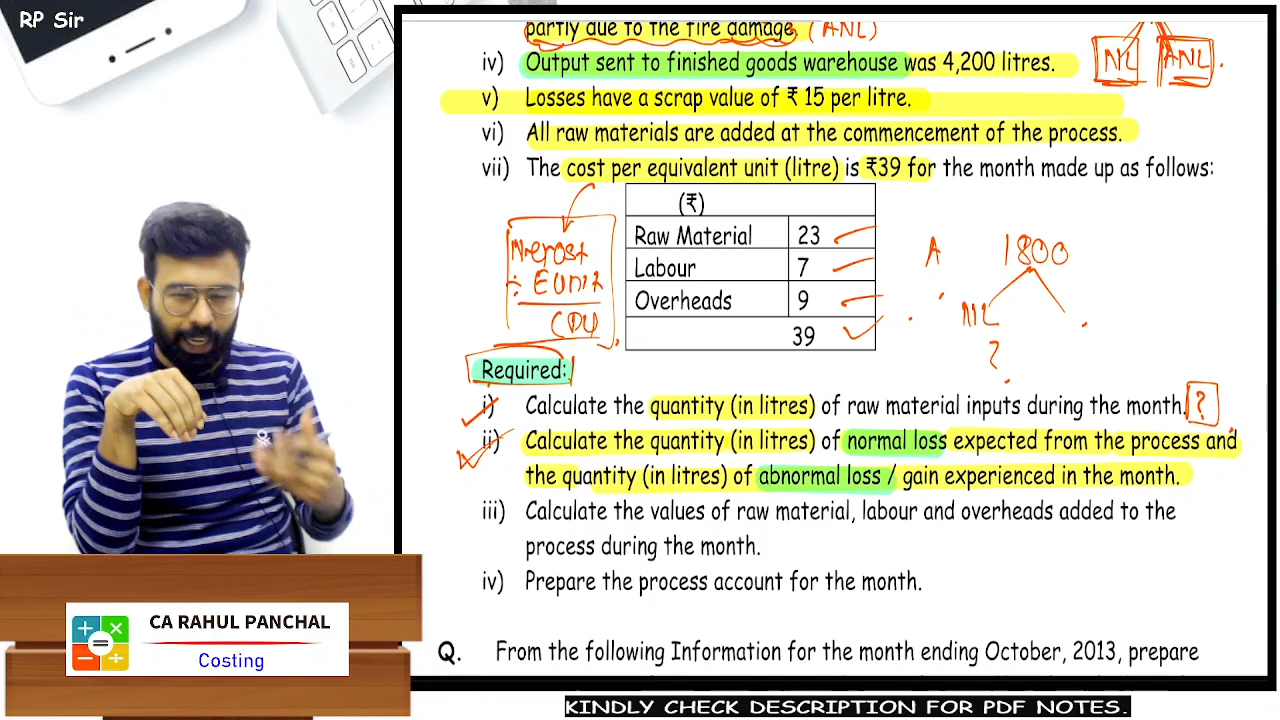 RP Sir
partly due to the fire damage (ANL)
iv) Output sent to finished goods warehouse was 4,200 litres.
NL ANL
v) Losses have a scrap value of ₹ 15 per litre.
vi) All raw materials are added at the commencement of the process.
vii) The cost per equivalent unit (litre) is ₹39 for the month made up as follows:
(₹)
Raw Material 23
Labour 7
Overheads 9
39
÷ EUnit
A 1800
NL
?
Required:
i) Calculate the quantity (in litres) of raw material inputs during the month. ?
ii) Calculate the quantity (in litres) of normal loss expected from the process and
the quantity (in litres) of abnormal loss / gain experienced in the month.
iii) Calculate the values of raw material, labour and overheads added to the
process during the month.
iv) Prepare the process account for the month.
Q. From the following Information for the month ending October, 2013, prepare
CA RAHUL PANCHAL
Costing
KINDLY CHECK DESCRIPTION FOR PDF NOTES.